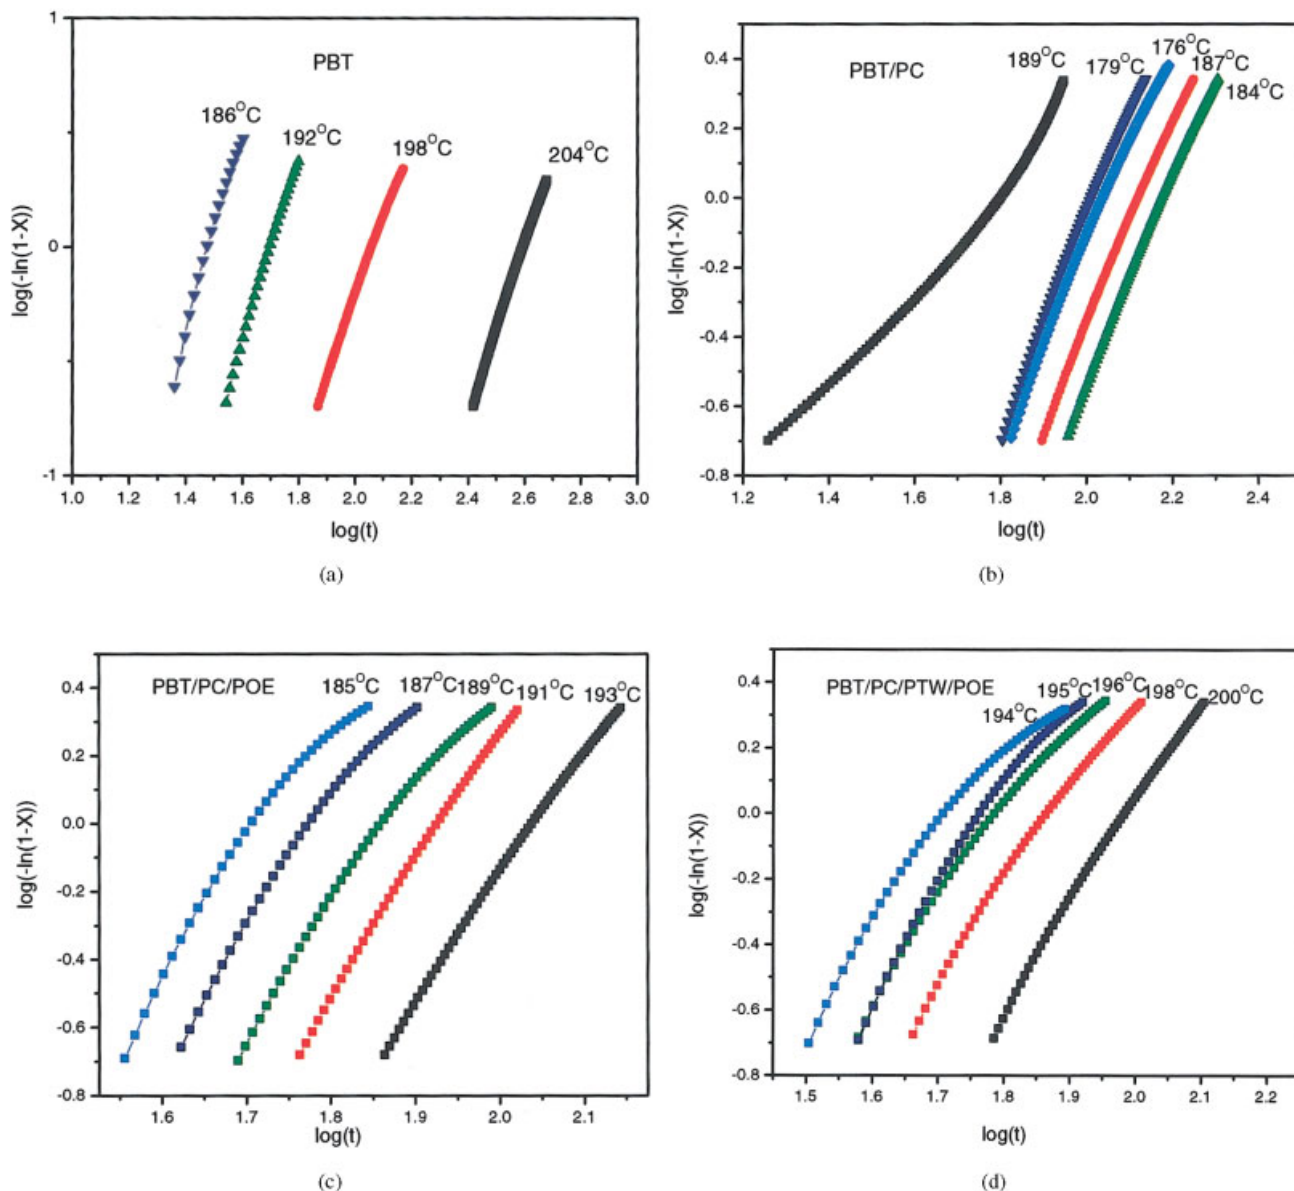 PBT
186°C
192°C
198°C
204°C
log(-ln(1-X))
1
0
-1
1.0 1.2 1.4 1.6 1.8 2.0 2.2 2.4 2.6 2.8 3.0
log(t)
(a)
PBT/PC
189°C
179°C
176°C
187°C
184°C
log(-ln(1-X))
0.4
0.2
0.0
-0.2
-0.4
-0.6
-0.8
1.2 1.4 1.6 1.8 2.0 2.2 2.4
log(t)
(b)
PBT/PC/POE
185°C
187°C
189°C
191°C
193°C
log(-ln(1-X))
0.4
0.2
0.0
-0.2
-0.4
-0.6
-0.8
1.6 1.7 1.8 1.9 2.0 2.1
log(t)
(c)
PBT/PC/PTW/POE
194°C
195°C
196°C
198°C
200°C
log(-ln(1-X))
0.4
0.2
0.0
-0.2
-0.4
-0.6
-0.8
1.5 1.6 1.7 1.8 1.9 2.0 2.1 2.2
log(t)
(d)